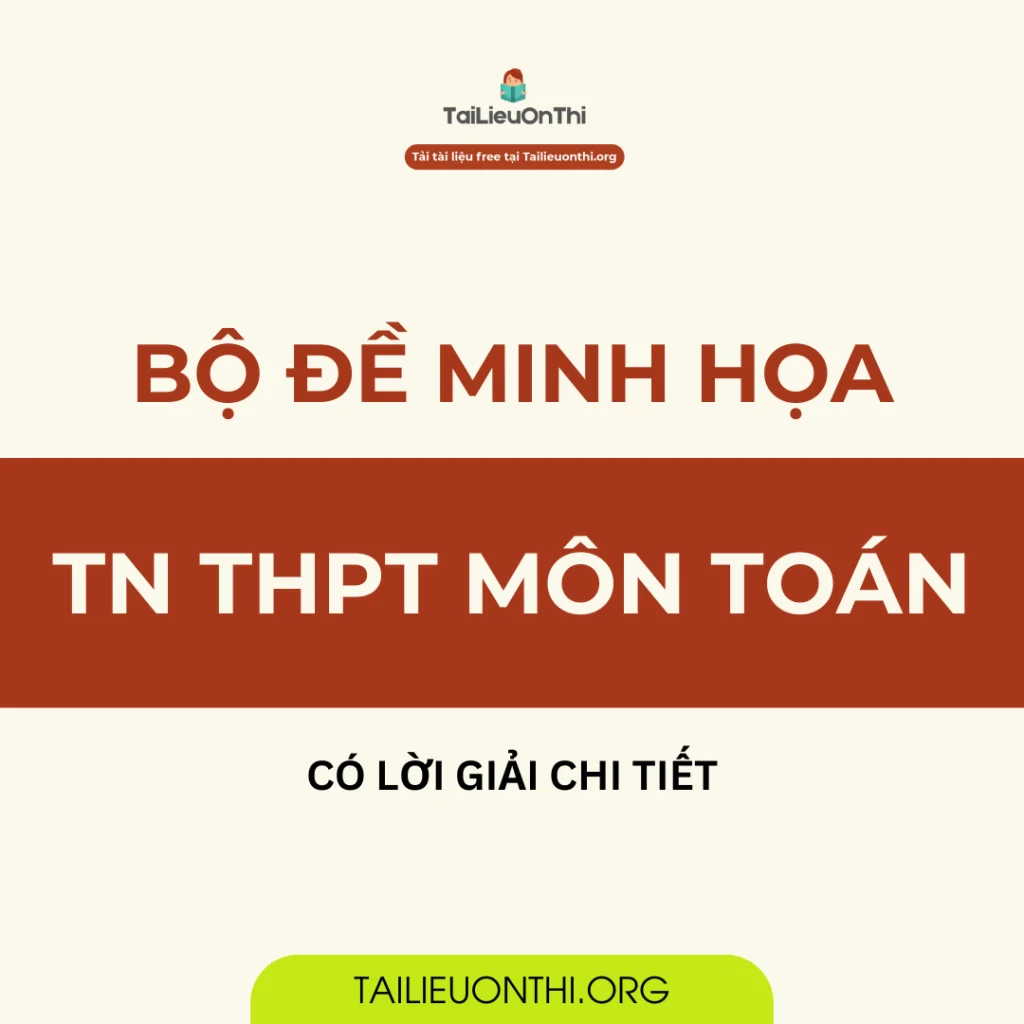 TaiLieuOnThi
Tải tài liệu free tại Tailieuonthi.org
BỘ ĐỀ MINH HỌA
TN THPT MÔN TOÁN
CÓ LỜI GIẢI CHI TIẾT
TAILIEUONTHI.ORG